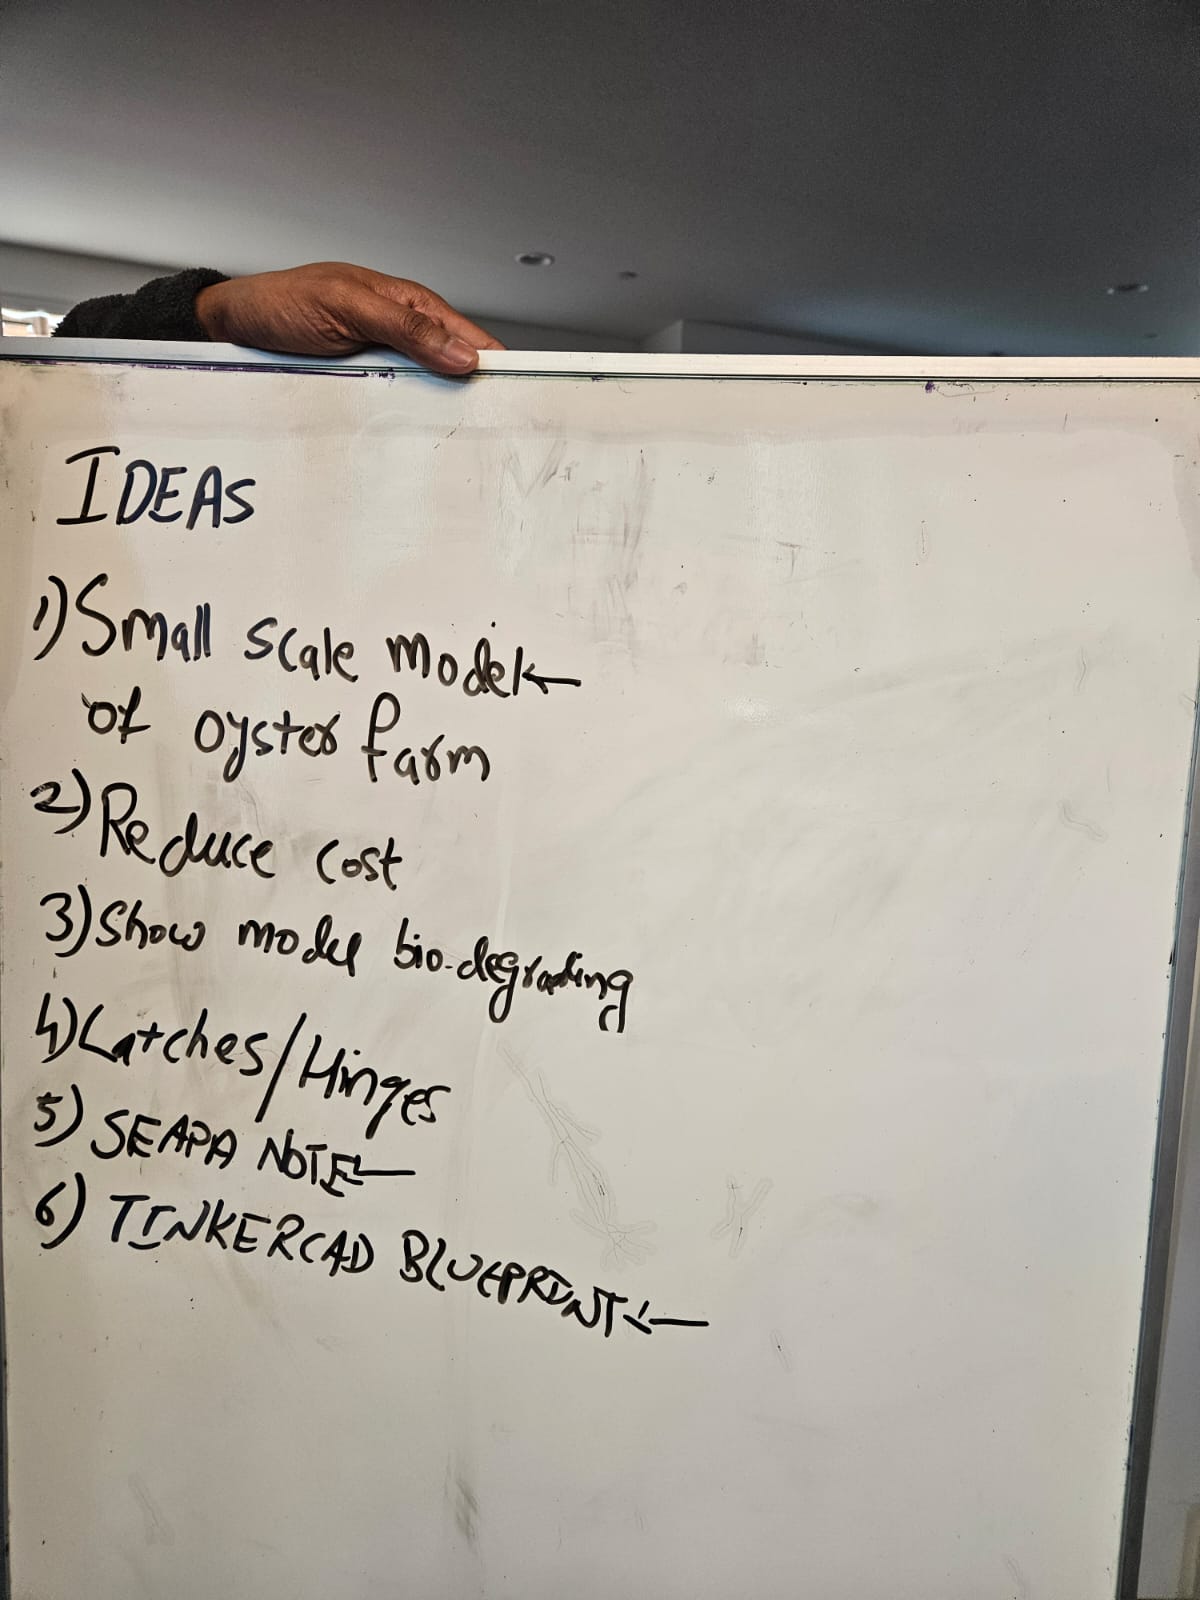 IDEAS
1) Small scale model←
of oyster farm
2) Reduce cost
3) Show model bio-degrading
4) Latches/Hinges
5) SEAPA NOTE←
6) TINKERCAD BLUEPRINT←